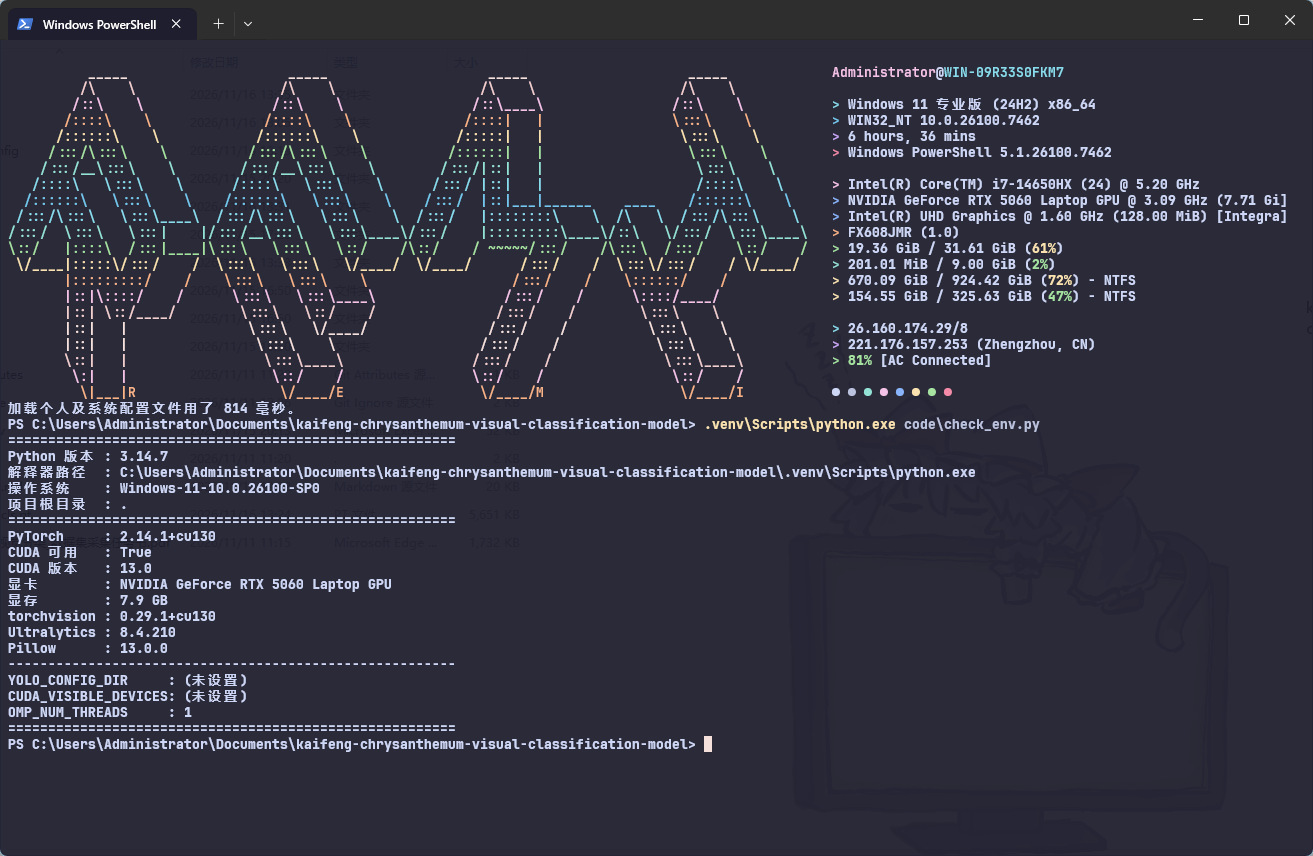 Windows PowerShell
Administrator@WIN-09R33S0FKM7
> Windows 11 专业版 (24H2) x86_64
> WIN32_NT 10.0.26100.7462
> 6 hours, 36 mins
> Windows PowerShell 5.1.26100.7462
> Intel(R) Core(TM) i7-14650HX (24) @ 5.20 GHz
> NVIDIA GeForce RTX 5060 Laptop GPU @ 3.09 GHz (7.71 Gi]
> Intel(R) UHD Graphics @ 1.60 GHz (128.00 MiB) [Integra]
> FX608JMR (1.0)
> 19.36 GiB / 31.61 GiB (61%)
> 201.01 MiB / 9.00 GiB (2%)
> 670.09 GiB / 924.42 GiB (72%) - NTFS
> 154.55 GiB / 325.63 GiB (47%) - NTFS
> 26.160.174.29/8
> 221.176.157.253 (Zhengzhou, CN)
> 81% [AC Connected]
R E M I
加载个人及系统配置文件用了 814 毫秒。
PS C:\Users\Administrator\Documents\kaifeng-chrysanthemum-visual-classification-model> .venv\Scripts\python.exe code\check_env.py
========================================================
Python 版本 : 3.14.7
解释器路径 : C:\Users\Administrator\Documents\kaifeng-chrysanthemum-visual-classification-model\.venv\Scripts\python.exe
操作系统 : Windows-11-10.0.26100-SP0
项目根目录 : .
========================================================
PyTorch : 2.14.1+cu130
CUDA 可用 : True
CUDA 版本 : 13.0
显卡 : NVIDIA GeForce RTX 5060 Laptop GPU
显存 : 7.9 GB
torchvision : 0.29.1+cu130
Ultralytics : 8.4.210
Pillow : 13.0.0
--------------------------------------------------------
YOLO_CONFIG_DIR : (未设置)
CUDA_VISIBLE_DEVICES: (未设置)
OMP_NUM_THREADS : 1
========================================================
PS C:\Users\Administrator\Documents\kaifeng-chrysanthemum-visual-classification-model>